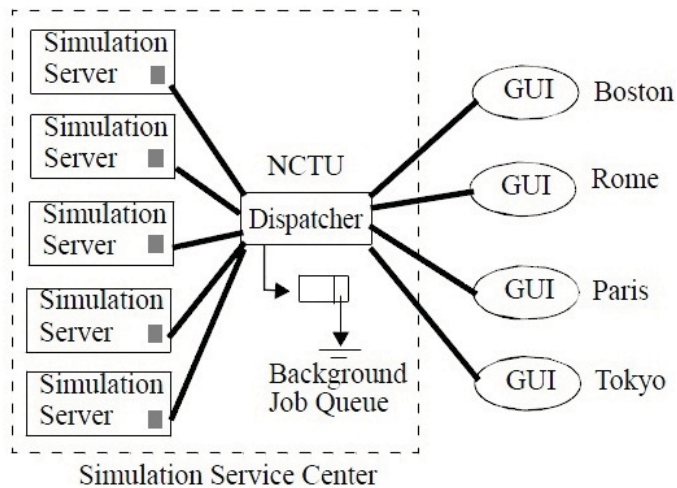 Simulation
Server
Simulation
Server
Simulation
Server
Simulation
Server
Simulation
Server
NCTU
Dispatcher
Background
Job Queue
GUI Boston
GUI Rome
GUI Paris
GUI Tokyo
Simulation Service Center